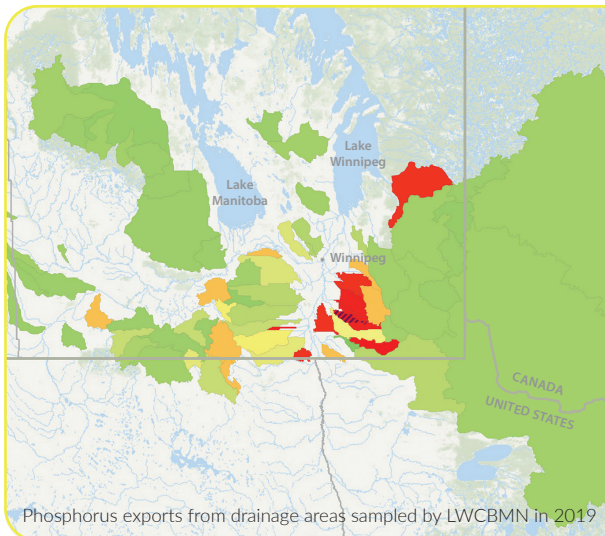 Lake
Winnipeg
Lake
Manitoba
Winnipeg
CANADA
UNITED STATES
Phosphorus exports from drainage areas sampled by LWCBMN in 2019